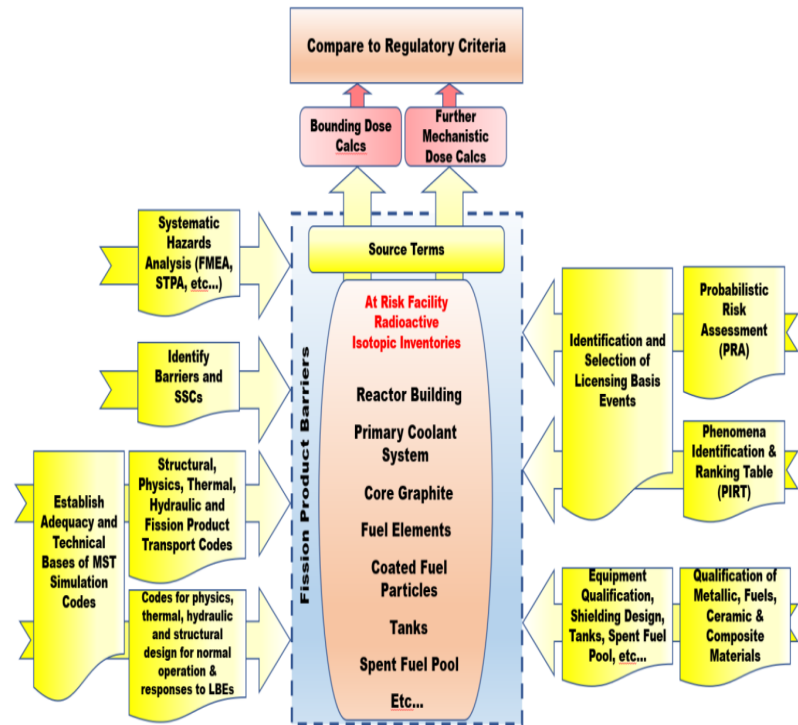 Compare to Regulatory Criteria
Bounding Dose
Calcs
Further
Mechanistic
Dose Calcs
Systematic
Hazards
Analysis (FMEA,
STPA, etc...)
Source Terms
At Risk Facility
Radioactive
Isotopic Inventories
Reactor Building
Primary Coolant
System
Core Graphite
Fuel Elements
Coated Fuel
Particles
Tanks
Spent Fuel Pool
Etc...
Fission Product Barriers
Identify
Barriers and
SSCs
Structural,
Physics, Thermal,
Hydraulic and
Fission Product
Transport Codes
Establish
Adequacy and
Technical
Bases of MST
Simulation
Codes
Codes for physics,
thermal, hydraulic
and structural
design for normal
operation &
responses to LBEs
Identification and
Selection of
Licensing Basis
Events
Probabilistic
Risk
Assessment
(PRA)
Phenomena
Identification &
Ranking Table
(PIRT)
Equipment
Qualification,
Shielding Design,
Tanks, Spent Fuel
Pool, etc...
Qualification of
Metallic, Fuels,
Ceramic &
Composite
Materials